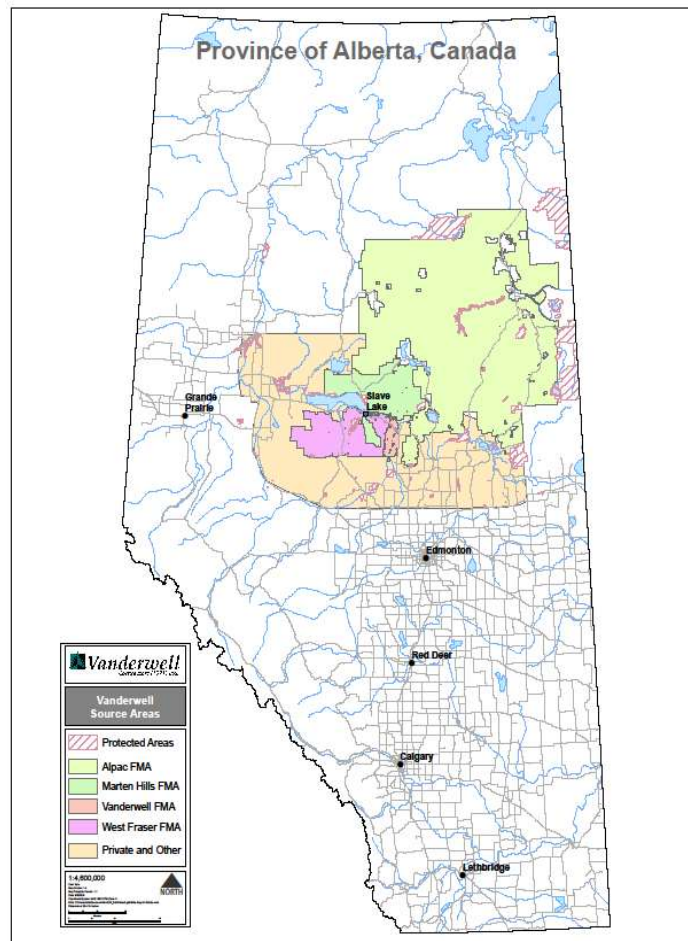 Province of Alberta, Canada
Slave
Lake
Grande
Prairie
Edmonton
Red Deer
Calgary
Lethbridge
Vanderwell
Vanderwell
Source Areas
Protected Areas
Alpac FMA
Marten Hills FMA
Vanderwell FMA
West Fraser FMA
Private and Other
1:4,600,000
NORTH